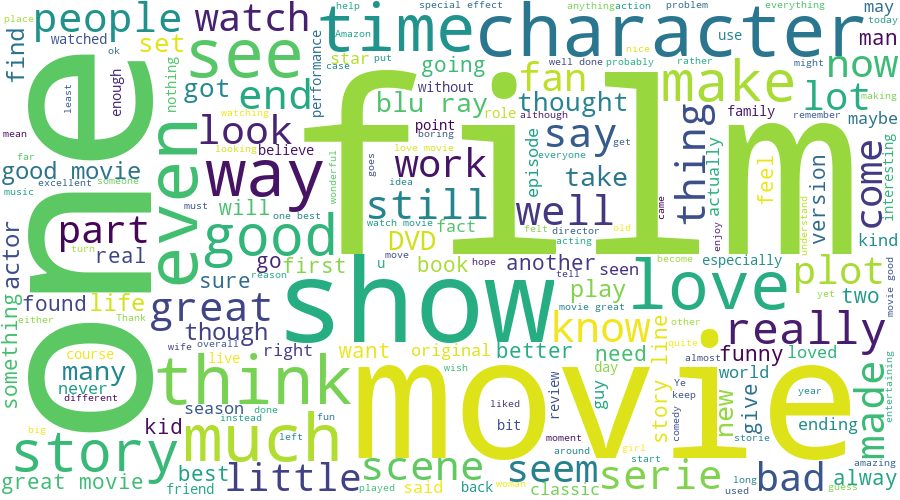 place
help
special effect
anything
action
problem
everything
people
watch
time
character
may
today
watched
set
Amazon
put
use
man
ok
see
star
case
performance
well done
probably
rather
might
nice
find
nothing
got
end
going
fan
make
now
least
enough
without
blu ray
thought
role
lot
making
mean
watching
look
point
although
say
get
family
remember
maybe
far
looking
believe
boring
episode
everyone
thing
actually
good movie
way
goes
love movie
work
idea
take
feel
version
come
interesting
excellent
someone
even
wonderful
still
well
came
enjoy
understand
kind
music
must
will
one best
watch movie
fact
felt
director
old
one
film
part
good
DVD
acting
turn
real
go
first
u
move
book
hope
another
seen
become
especially
actor
sure
reason
tell
love
plot
yet
two
movie good
something
found
life
great
show
play
movie great
either
Thank
though
know
other
really
course
wife
overall
right
want
original
better
need
story line
quite
almost
funny
loved
many
think
live
wish
day
world
never
different
movie
guy
new
give
year
made
entertaining
season
done
fun
liked
review
Ye
keep
comedy
storie
ending
big
kid
instead
left
bit
moment
around
girl
story
much
scene
seem
start
serie
bad
long
amazing
great movie
best
little
said
back
woman
classic
used
alway
friend
played
guess